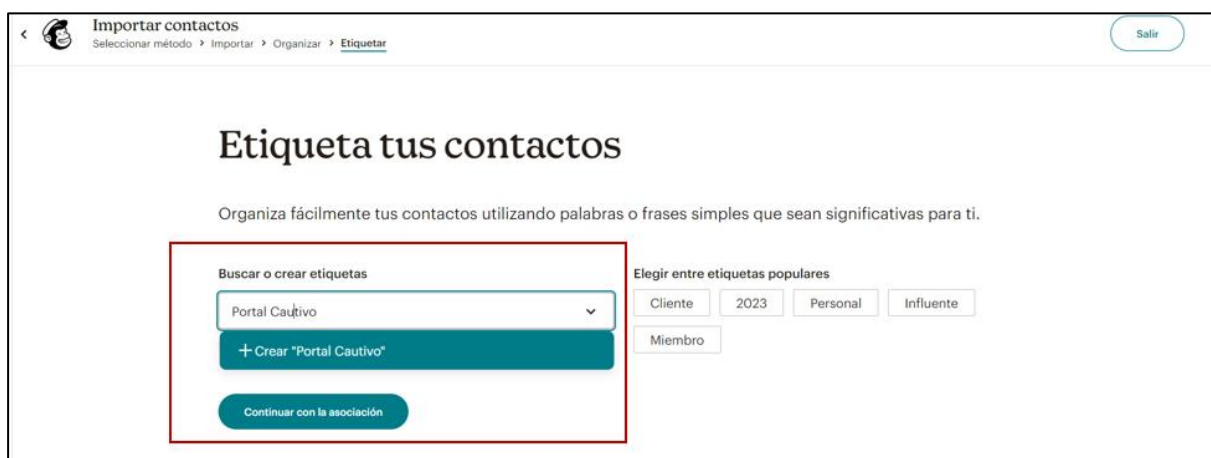 Importar contactos
Seleccionar método > Importar > Organizar > Etiquetar
Salir
Etiqueta tus contactos
Organiza fácilmente tus contactos utilizando palabras o frases simples que sean significativas para ti.
Buscar o crear etiquetas
Portal Cautivo
+ Crear "Portal Cautivo"
Continuar con la asociación
Elegir entre etiquetas populares
Cliente 2023 Personal Influente
Miembro